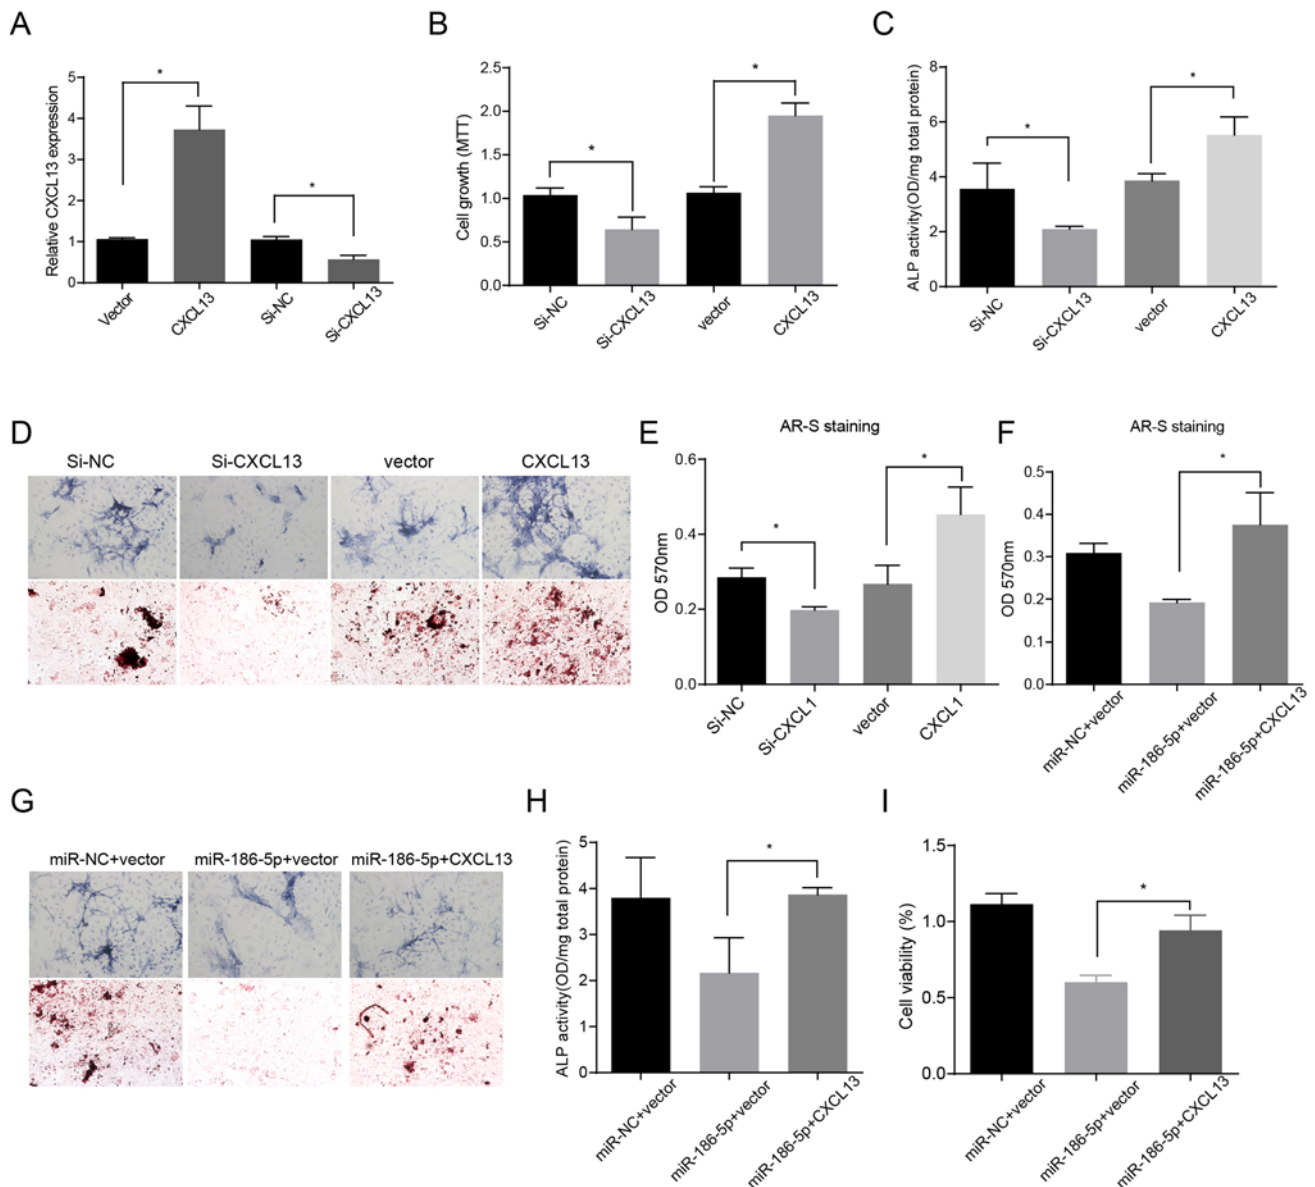 A
Relative CXCL13 expression
5
4
3
2
1
0
*
*
Vector
CXCL13
Si-NC
Si-CXCL13
B
Cell growth (MTT)
2.5
2.0
1.5
1.0
0.5
0.0
*
*
Si-NC
Si-CXCL13
vector
CXCL13
C
ALP activity(OD/mg total protein)
8
6
4
2
0
*
*
Si-NC
Si-CXCL13
vector
CXCL13
D
Si-NC
Si-CXCL13
vector
CXCL13
E
AR-S staining
OD 570nm
0.6
0.4
0.2
0.0
*
*
Si-NC
Si-CXCL1
vector
CXCL1
F
AR-S staining
OD 570nm
0.5
0.4
0.3
0.2
0.1
0.0
*
miR-NC+vector
miR-186-5p+vector
miR-186-5p+CXCL13
G
miR-NC+vector
miR-186-5p+vector
miR-186-5p+CXCL13
H
ALP activity(OD/mg total protein)
5
4
3
2
1
0
*
miR-NC+vector
miR-186-5p+vector
miR-186-5p+CXCL13
I
Cell viability (%)
1.5
1.0
0.5
0.0
*
miR-NC+vector
miR-186-5p+vector
miR-186-5p+CXCL13